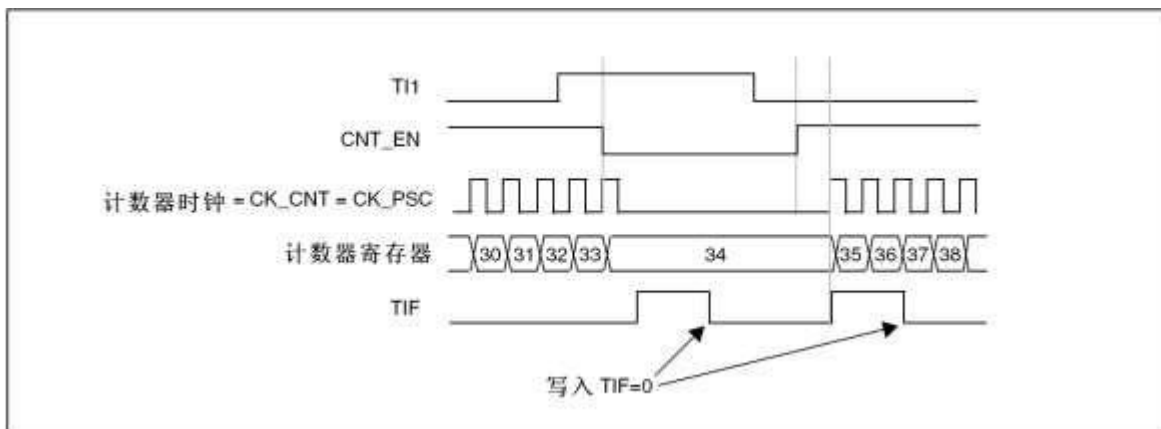 TI1
CNT_EN
计数器时钟 = CK_CNT = CK_PSC
计数器寄存器 30 31 32 33 34 35 36 37 38
TIF
写入 TIF=0